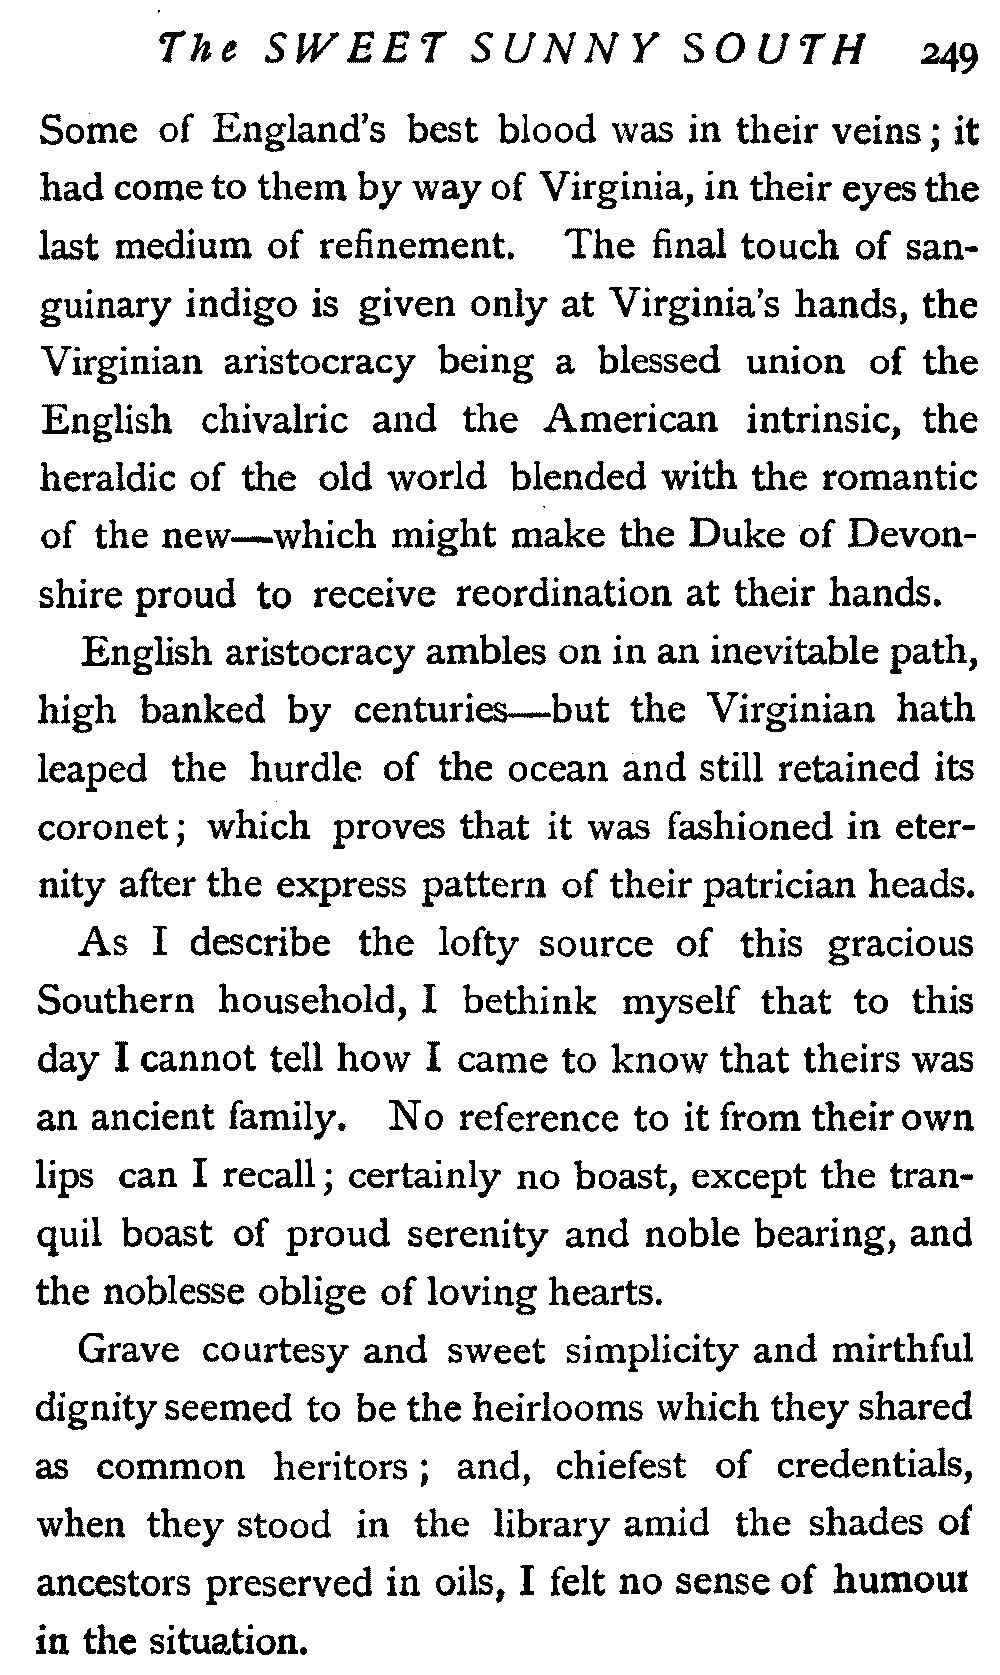 The SWEET SUNNY SOUTH 249
Some of England's best blood was in their veins; it
had come to them by way of Virginia, in their eyes the
last medium of refinement. The final touch of san-
guinary indigo is given only at Virginia's hands, the
Virginian aristocracy being a blessed union of the
English chivalric and the American intrinsic, the
heraldic of the old world blended with the romantic
of the new—which might make the Duke of Devon-
shire proud to receive reordination at their hands.
English aristocracy ambles on in an inevitable path,
high banked by centuries—but the Virginian hath
leaped the hurdle of the ocean and still retained its
coronet; which proves that it was fashioned in eter-
nity after the express pattern of their patrician heads.
As I describe the lofty source of this gracious
Southern household, I bethink myself that to this
day I cannot tell how I came to know that theirs was
an ancient family. No reference to it from their own
lips can I recall; certainly no boast, except the tran-
quil boast of proud serenity and noble bearing, and
the noblesse oblige of loving hearts.
Grave courtesy and sweet simplicity and mirthful
dignity seemed to be the heirlooms which they shared
as common heritors; and, chiefest of credentials,
when they stood in the library amid the shades of
ancestors preserved in oils, I felt no sense of humour
in the situation.